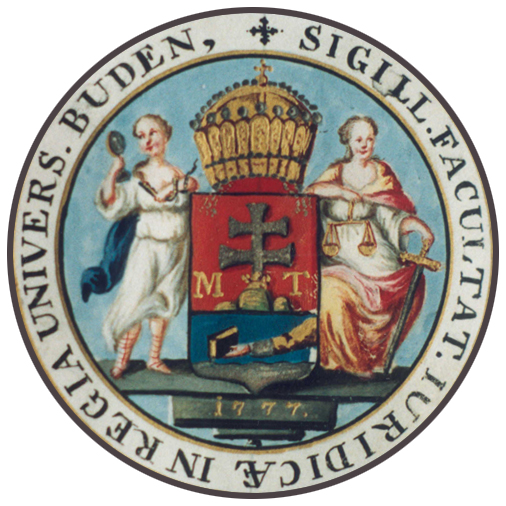 ✣ SIGILL. FACULTAT. IURIDICÆ IN REGIA UNIVERS. BUDEN,
M T
1777.